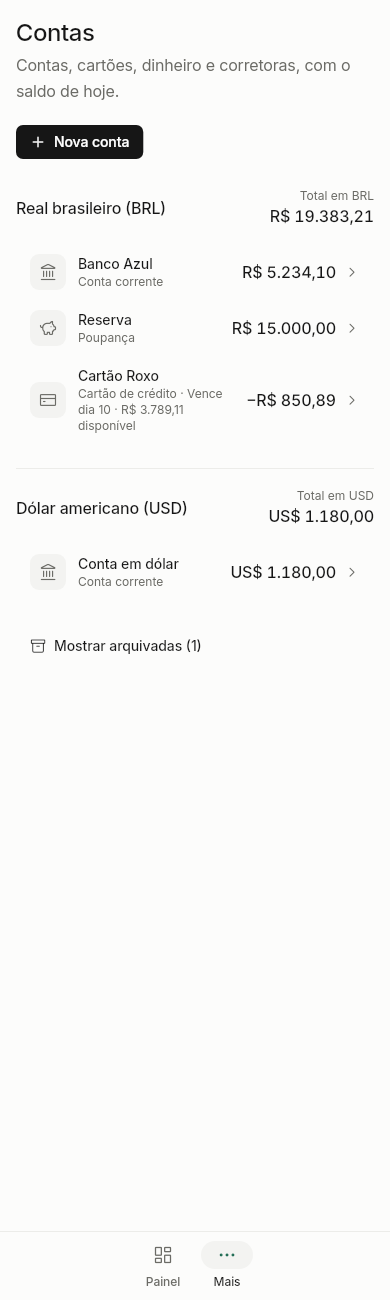 Contas
Contas, cartões, dinheiro e corretoras, com o
saldo de hoje.
Nova conta
Real brasileiro (BRL)
Total em BRL
R$ 19.383,21
Banco Azul
Conta corrente
R$ 5.234,10
Reserva
Poupança
R$ 15.000,00
Cartão Roxo
Cartão de crédito · Vence
dia 10 · R$ 3.789,11
disponível
−R$ 850,89
Dólar americano (USD)
Total em USD
US$ 1.180,00
Conta em dólar
Conta corrente
US$ 1.180,00
Mostrar arquivadas (1)
Painel
Mais